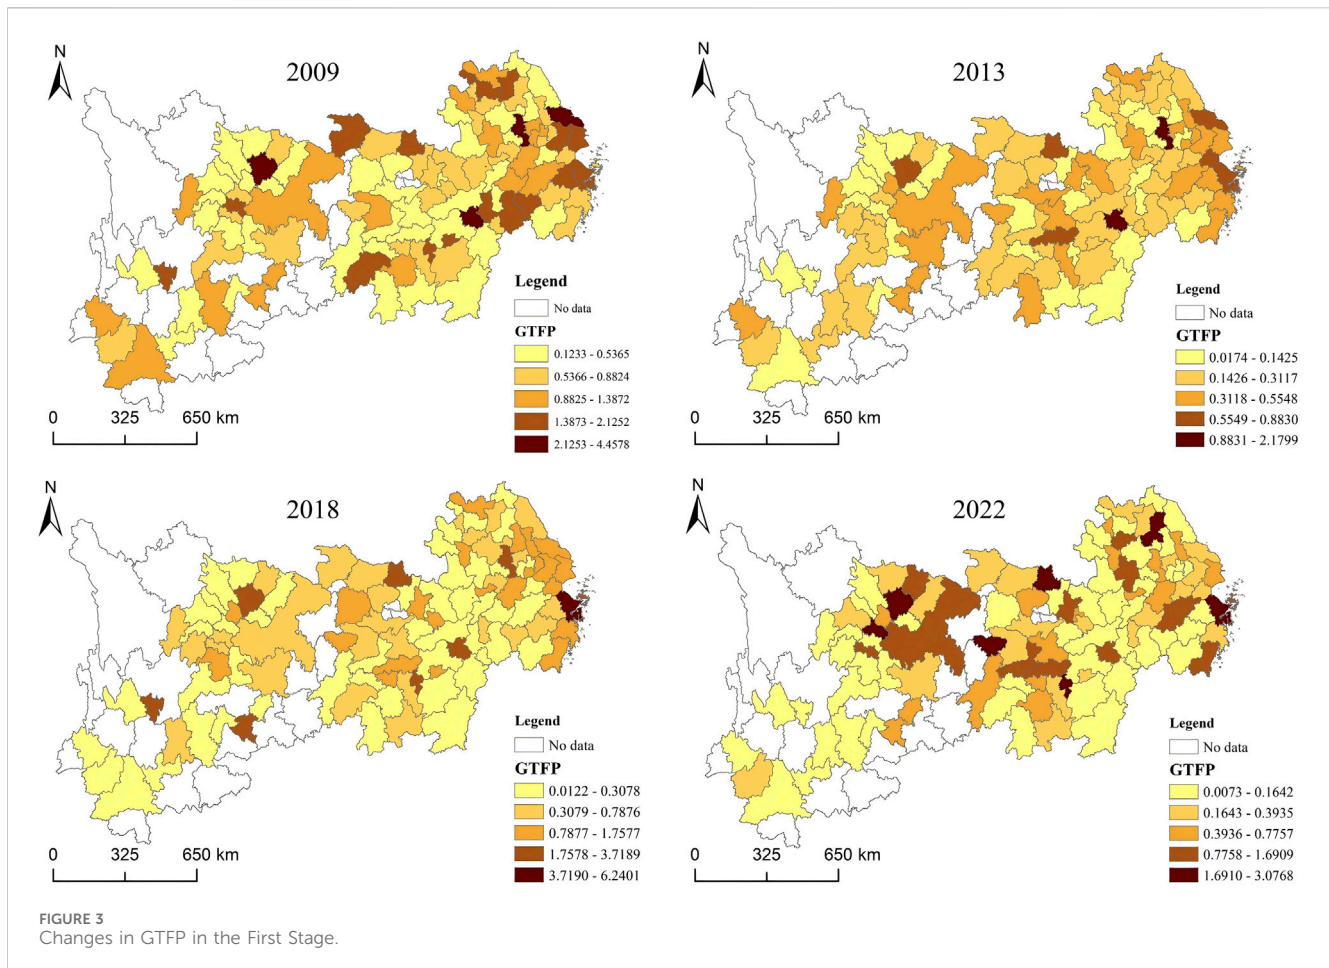 N
2009
Legend
No data
GTFP
0.1233 - 0.5365
0.5366 - 0.8824
0.8825 - 1.3872
1.3873 - 2.1252
2.1253 - 4.4578
0 325 650 km
N
2013
Legend
No data
GTFP
0.0174 - 0.1425
0.1426 - 0.3117
0.3118 - 0.5548
0.5549 - 0.8830
0.8831 - 2.1799
0 325 650 km
N
2018
Legend
No data
GTFP
0.0122 - 0.3078
0.3079 - 0.7876
0.7877 - 1.7577
1.7578 - 3.7189
3.7190 - 6.2401
0 325 650 km
N
2022
Legend
No data
GTFP
0.0073 - 0.1642
0.1643 - 0.3935
0.3936 - 0.7757
0.7758 - 1.6909
1.6910 - 3.0768
0 325 650 km
FIGURE 3
Changes in GTFP in the First Stage.